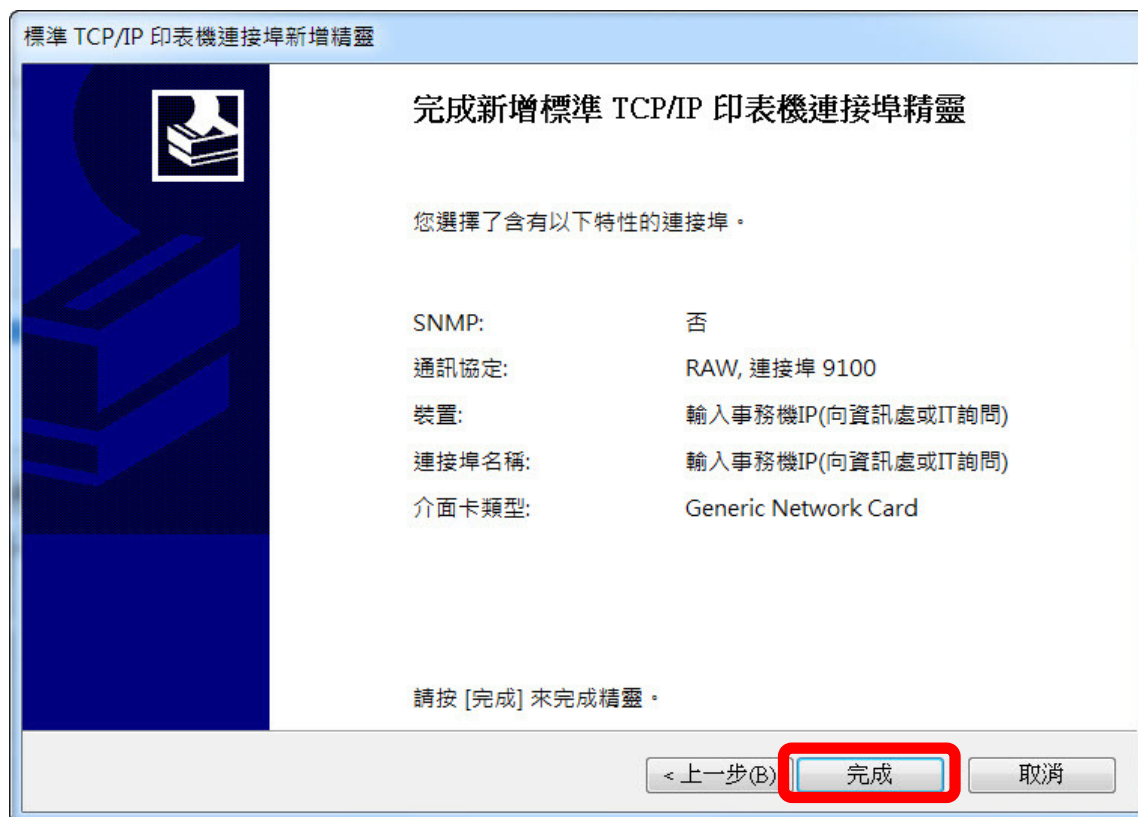 標準 TCP/IP 印表機連接埠新增精靈
完成新增標準 TCP/IP 印表機連接埠精靈
您選擇了含有以下特性的連接埠。
SNMP: 否
通訊協定: RAW, 連接埠 9100
裝置: 輸入事務機IP(向資訊處或IT詢問)
連接埠名稱: 輸入事務機IP(向資訊處或IT詢問)
介面卡類型: Generic Network Card
請按 [完成] 來完成精靈。
< 上一步(B) 完成 取消